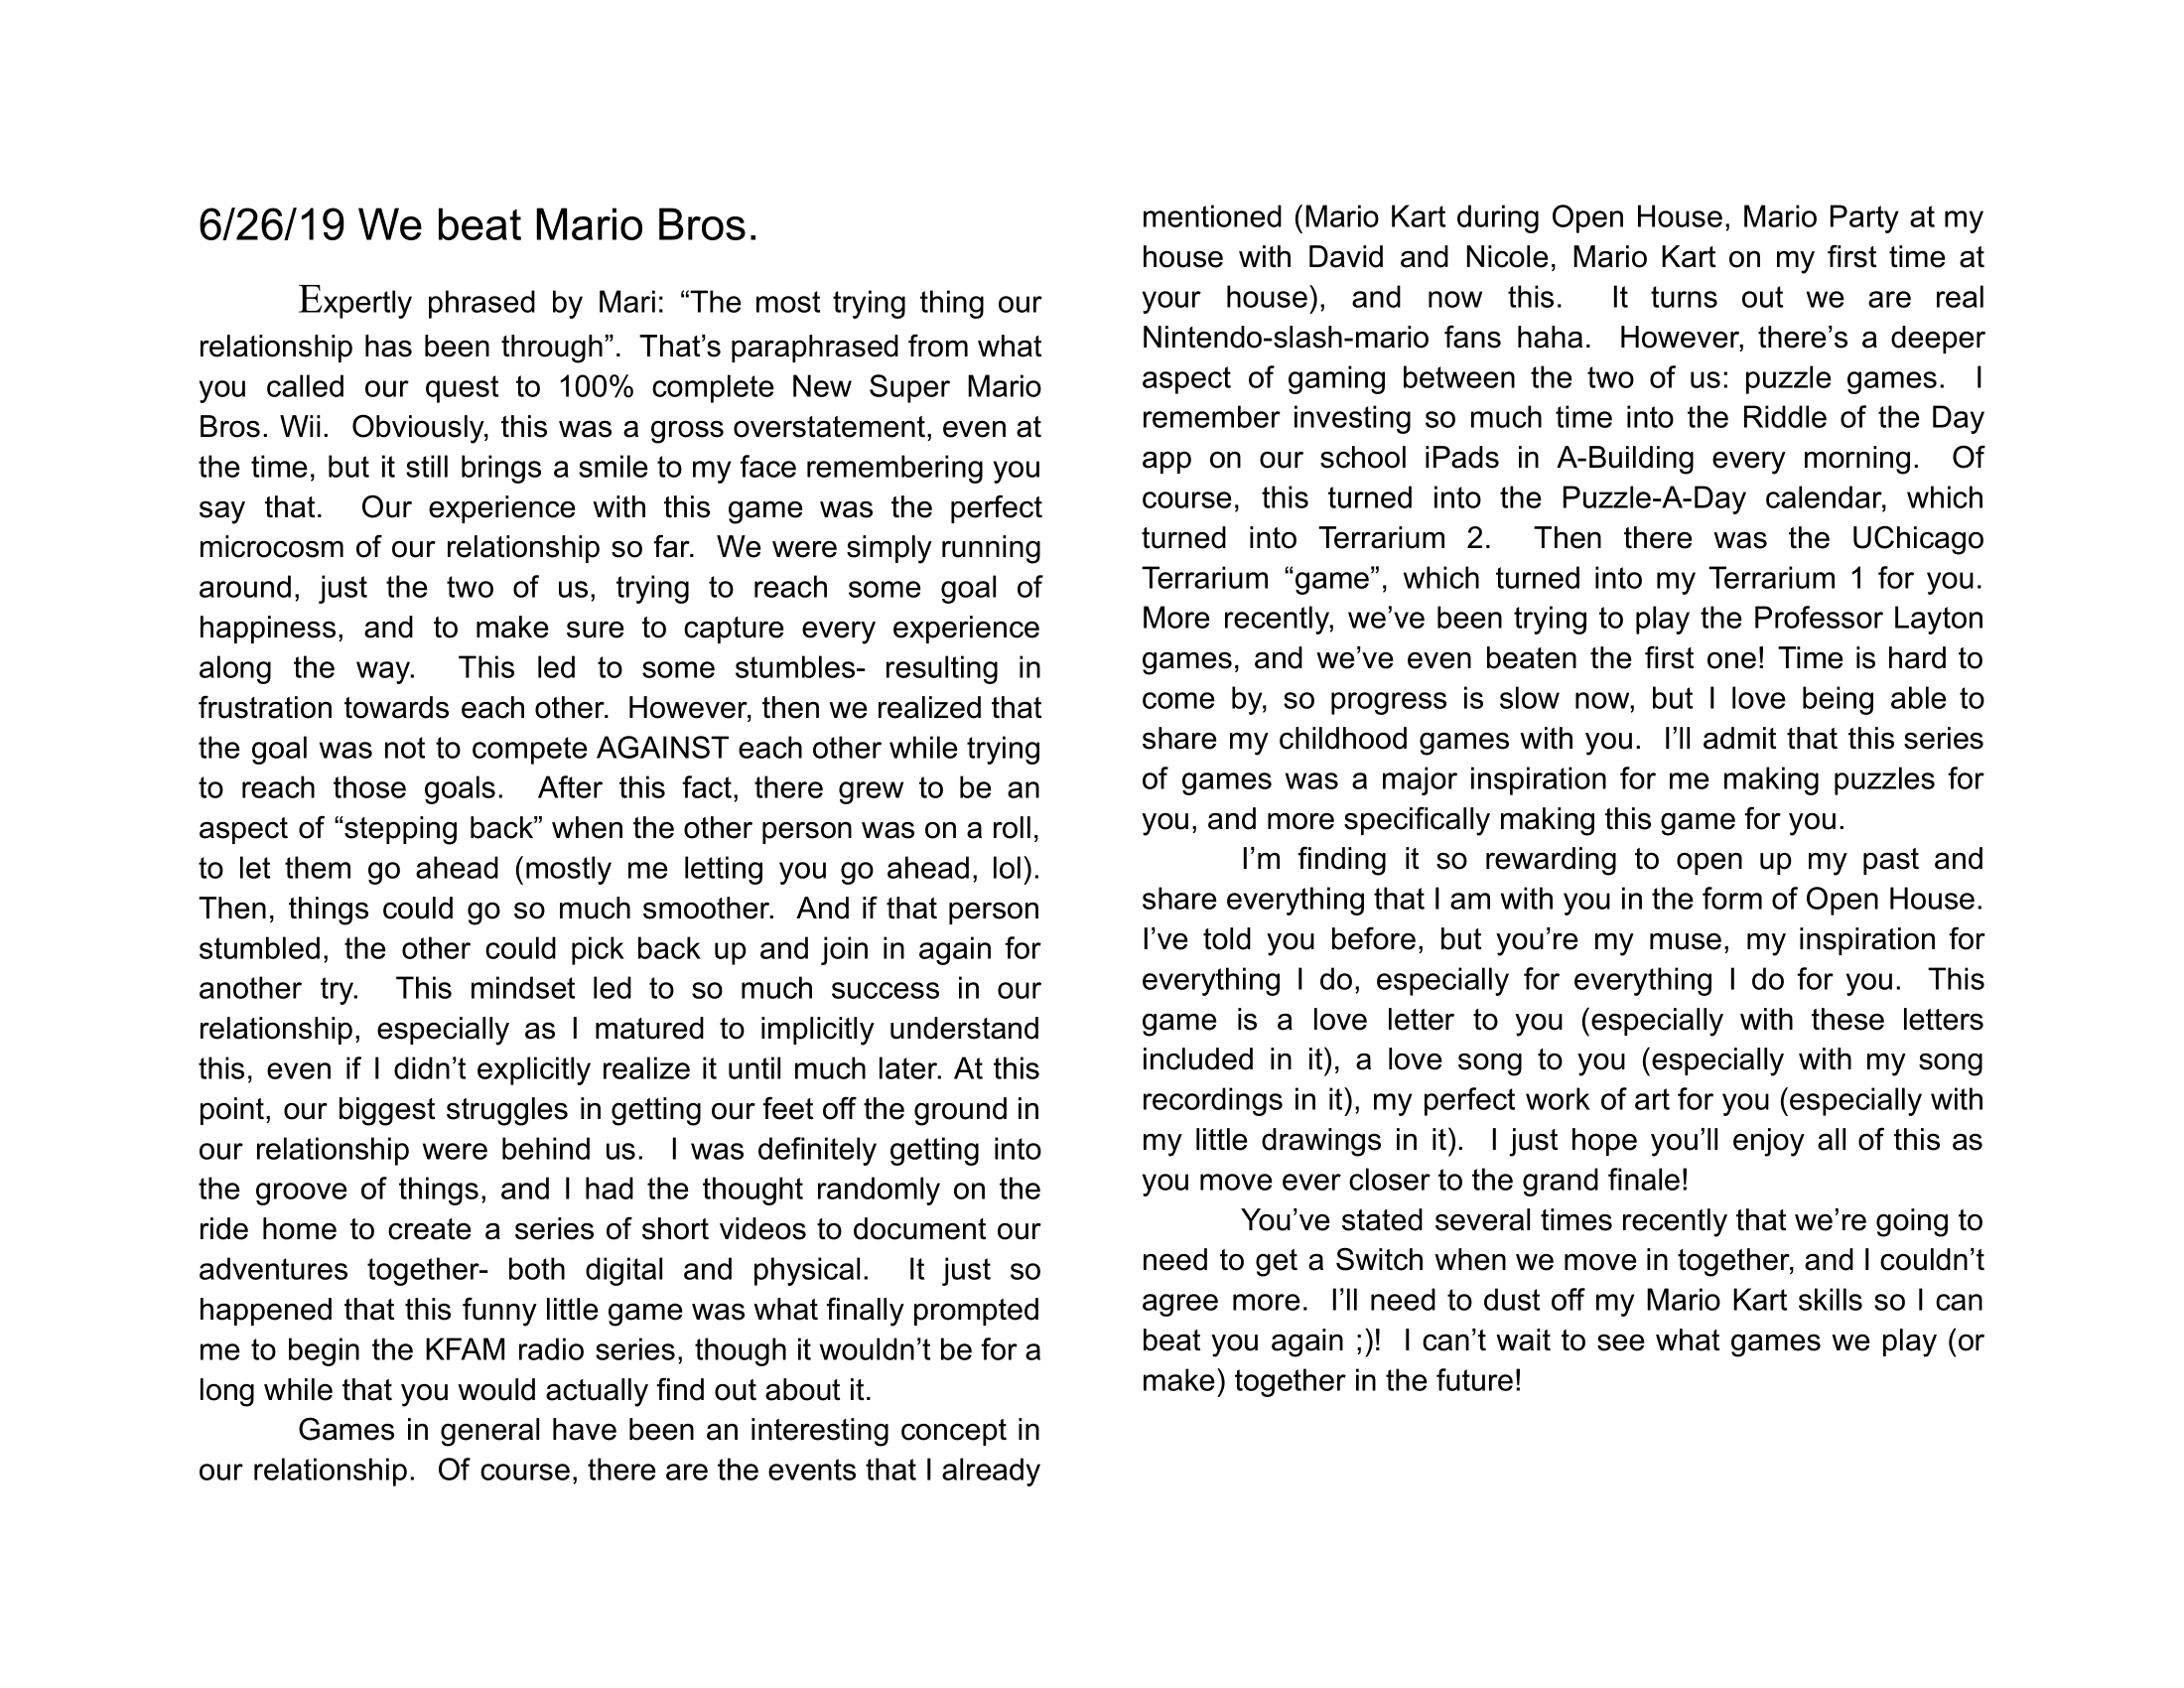 6/26/19 We beat Mario Bros.
Expertly phrased by Mari: “The most trying thing our
relationship has been through”.  That’s paraphrased from what
you called our quest to 100% complete New Super Mario
Bros. Wii.  Obviously, this was a gross overstatement, even at
the time, but it still brings a smile to my face remembering you
say that.  Our experience with this game was the perfect
microcosm of our relationship so far.  We were simply running
around, just the two of us, trying to reach some goal of
happiness, and to make sure to capture every experience
along the way.  This led to some stumbles- resulting in
frustration towards each other.  However, then we realized that
the goal was not to compete AGAINST each other while trying
to reach those goals.  After this fact, there grew to be an
aspect of “stepping back” when the other person was on a roll,
to let them go ahead (mostly me letting you go ahead, lol).
Then, things could go so much smoother.  And if that person
stumbled, the other could pick back up and join in again for
another try.  This mindset led to so much success in our
relationship, especially as I matured to implicitly understand
this, even if I didn’t explicitly realize it until much later. At this
point, our biggest struggles in getting our feet off the ground in
our relationship were behind us.  I was definitely getting into
the groove of things, and I had the thought randomly on the
ride home to create a series of short videos to document our
adventures together- both digital and physical.  It just so
happened that this funny little game was what finally prompted
me to begin the KFAM radio series, though it wouldn’t be for a
long while that you would actually find out about it.
Games in general have been an interesting concept in
our relationship.  Of course, there are the events that I already
mentioned (Mario Kart during Open House, Mario Party at my
house with David and Nicole, Mario Kart on my first time at
your house), and now this.  It turns out we are real
Nintendo-slash-mario fans haha.  However, there’s a deeper
aspect of gaming between the two of us: puzzle games.  I
remember investing so much time into the Riddle of the Day
app on our school iPads in A-Building every morning.  Of
course, this turned into the Puzzle-A-Day calendar, which
turned into Terrarium 2.  Then there was the UChicago
Terrarium “game”, which turned into my Terrarium 1 for you.
More recently, we’ve been trying to play the Professor Layton
games, and we’ve even beaten the first one! Time is hard to
come by, so progress is slow now, but I love being able to
share my childhood games with you.  I’ll admit that this series
of games was a major inspiration for me making puzzles for
you, and more specifically making this game for you.
I’m finding it so rewarding to open up my past and
share everything that I am with you in the form of Open House.
I’ve told you before, but you’re my muse, my inspiration for
everything I do, especially for everything I do for you.  This
game is a love letter to you (especially with these letters
included in it), a love song to you (especially with my song
recordings in it), my perfect work of art for you (especially with
my little drawings in it).  I just hope you’ll enjoy all of this as
you move ever closer to the grand finale!
You’ve stated several times recently that we’re going to
need to get a Switch when we move in together, and I couldn’t
agree more.  I’ll need to dust off my Mario Kart skills so I can
beat you again ;)!  I can’t wait to see what games we play (or
make) together in the future!